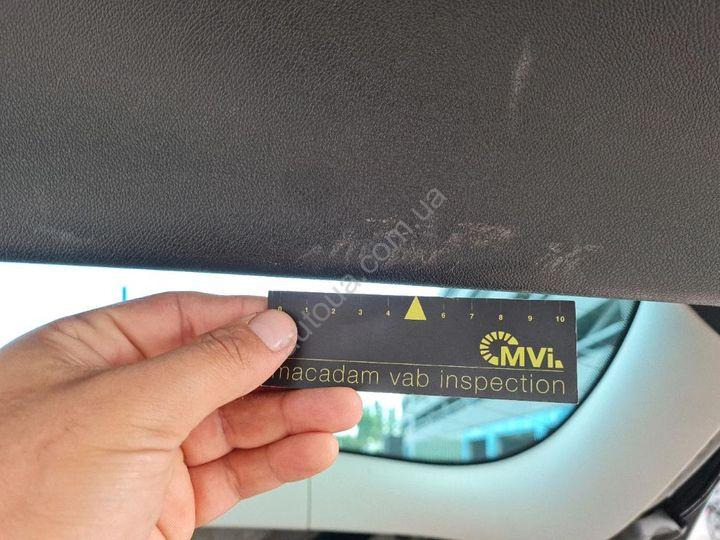 autoua.com.ua
0 1 2 3 4 6 7 8 9 10
MVi
macadam vab inspection